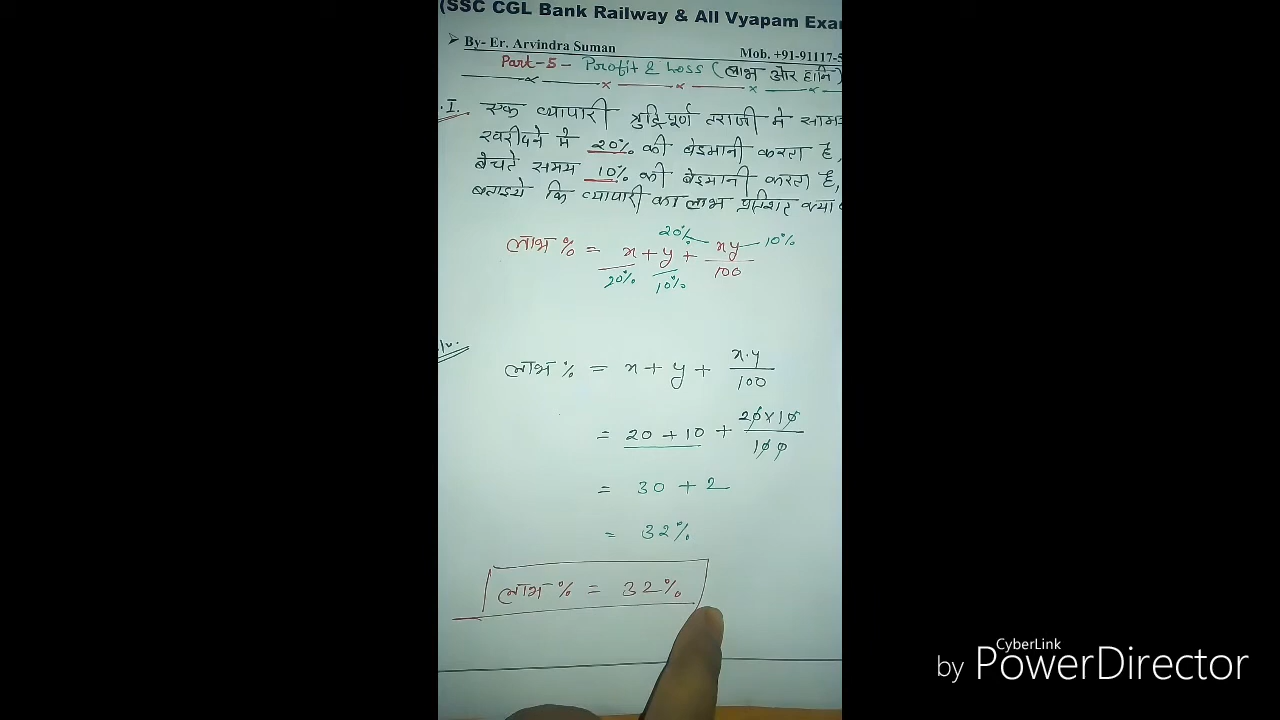 (SSC CGL Bank Railway & All Vyapam Exa
➤ By- Er. Arvindra Suman Mob. +91-91117-5
Part-5 - Profit & Loss (लाभ और हानि)
.I. एक व्यापारी त्रुटिपूर्ण तराजी मे
खरीदने मे 20% की बेइमानी करता है,
बेचते समय 10% की बेइमानी करता है,
बताइये कि व्यापारी का लाभ प्रतिशत क्या
20% 10%
लाभ % = x + y + xy/100
20% 10%
लाभ % = x + y + x.y/100
= 20 + 10 + 20x10/100
= 30 + 2
= 32%
लाभ % = 32%
CyberLink
by PowerDirector